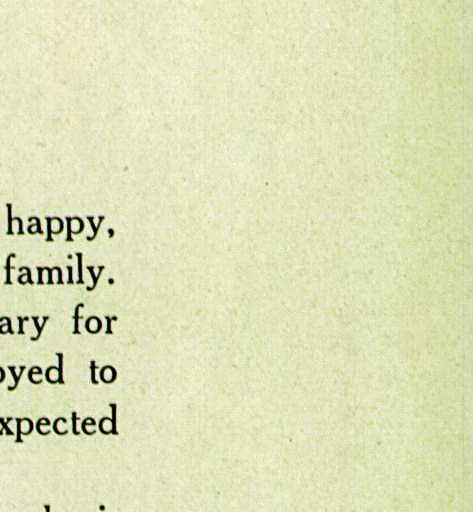 happy,
family.
ary for
oyed to
xpected